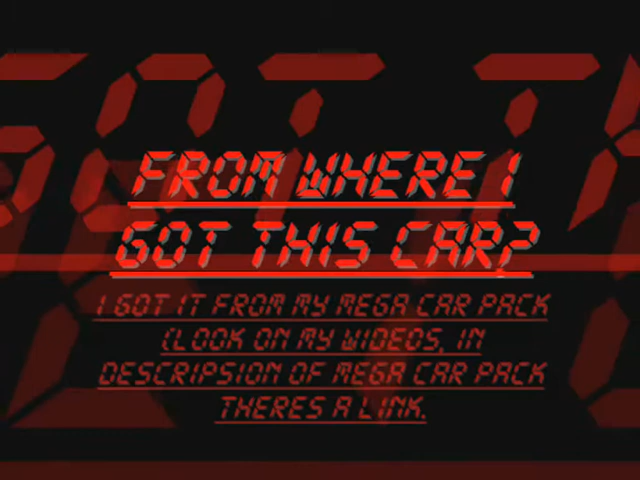 FROM WHERE I
GOT THIS CAR?
I GOT IT FROM MY MEGA CAR PACK
(LOOK ON MY VIDEOS, IN
DESCRIPSION OF MEGA CAR PACK
THERES A LINK.